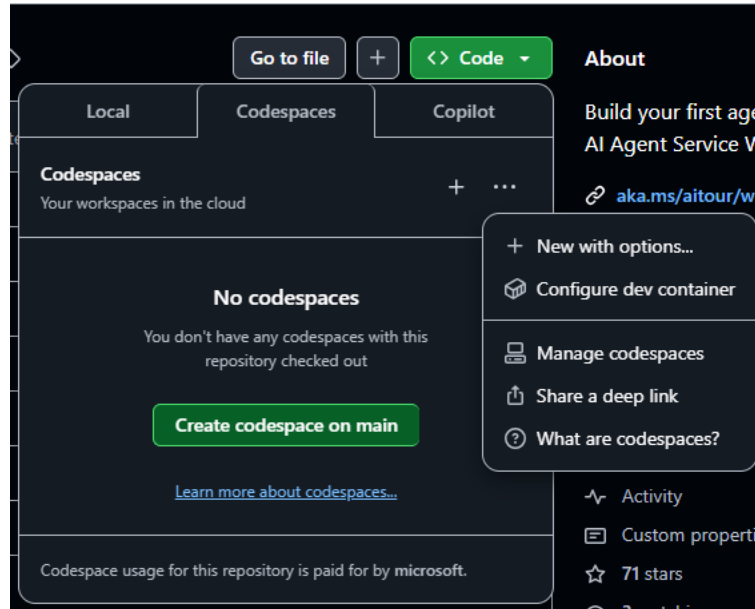 Go to file
Code
About
Local
Codespaces
Copilot
Build your first
AI Agent Service
Codespaces
Your workspaces in the cloud
aka.ms/aitour/w
New with options...
Configure dev container
No codespaces
You don't have any codespaces with this
repository checked out
Manage codespaces
Share a deep link
What are codespaces?
Create codespace on main
Learn more about codespaces...
Activity
Custom
Codespace usage for this repository is paid for by microsoft.
71 stars